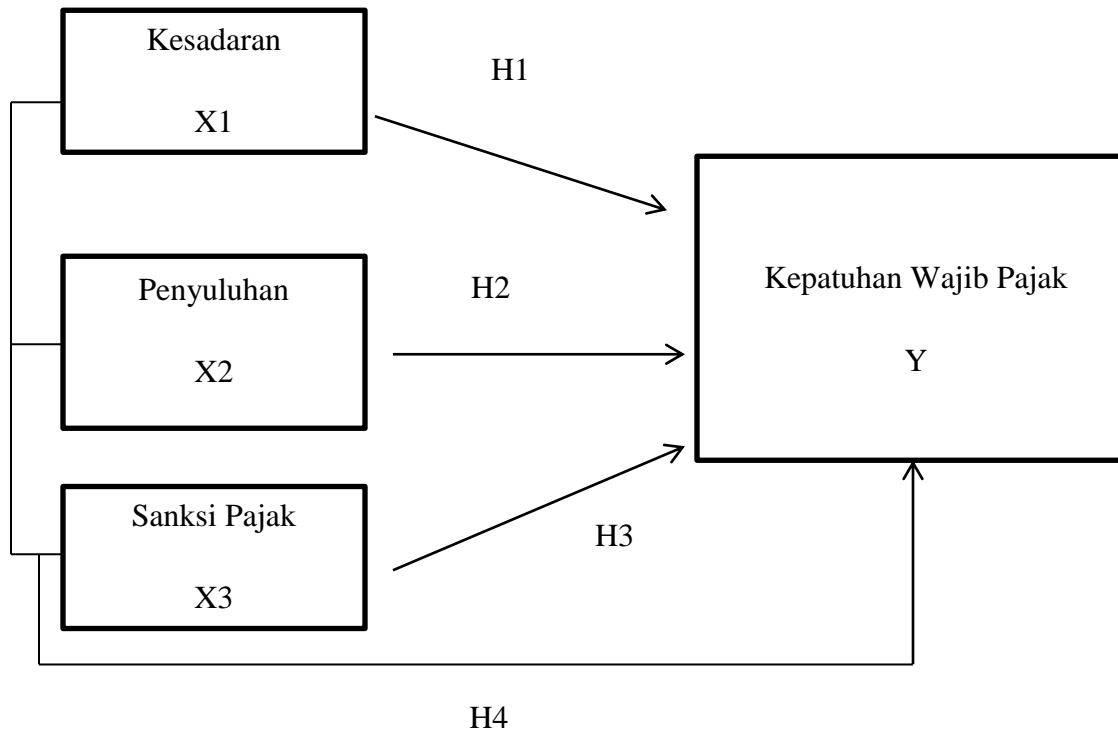 Kesadaran
X1
H1
Penyuluhan
X2
H2
Kepatuhan Wajib Pajak
Y
Sanksi Pajak
X3
H3
H4